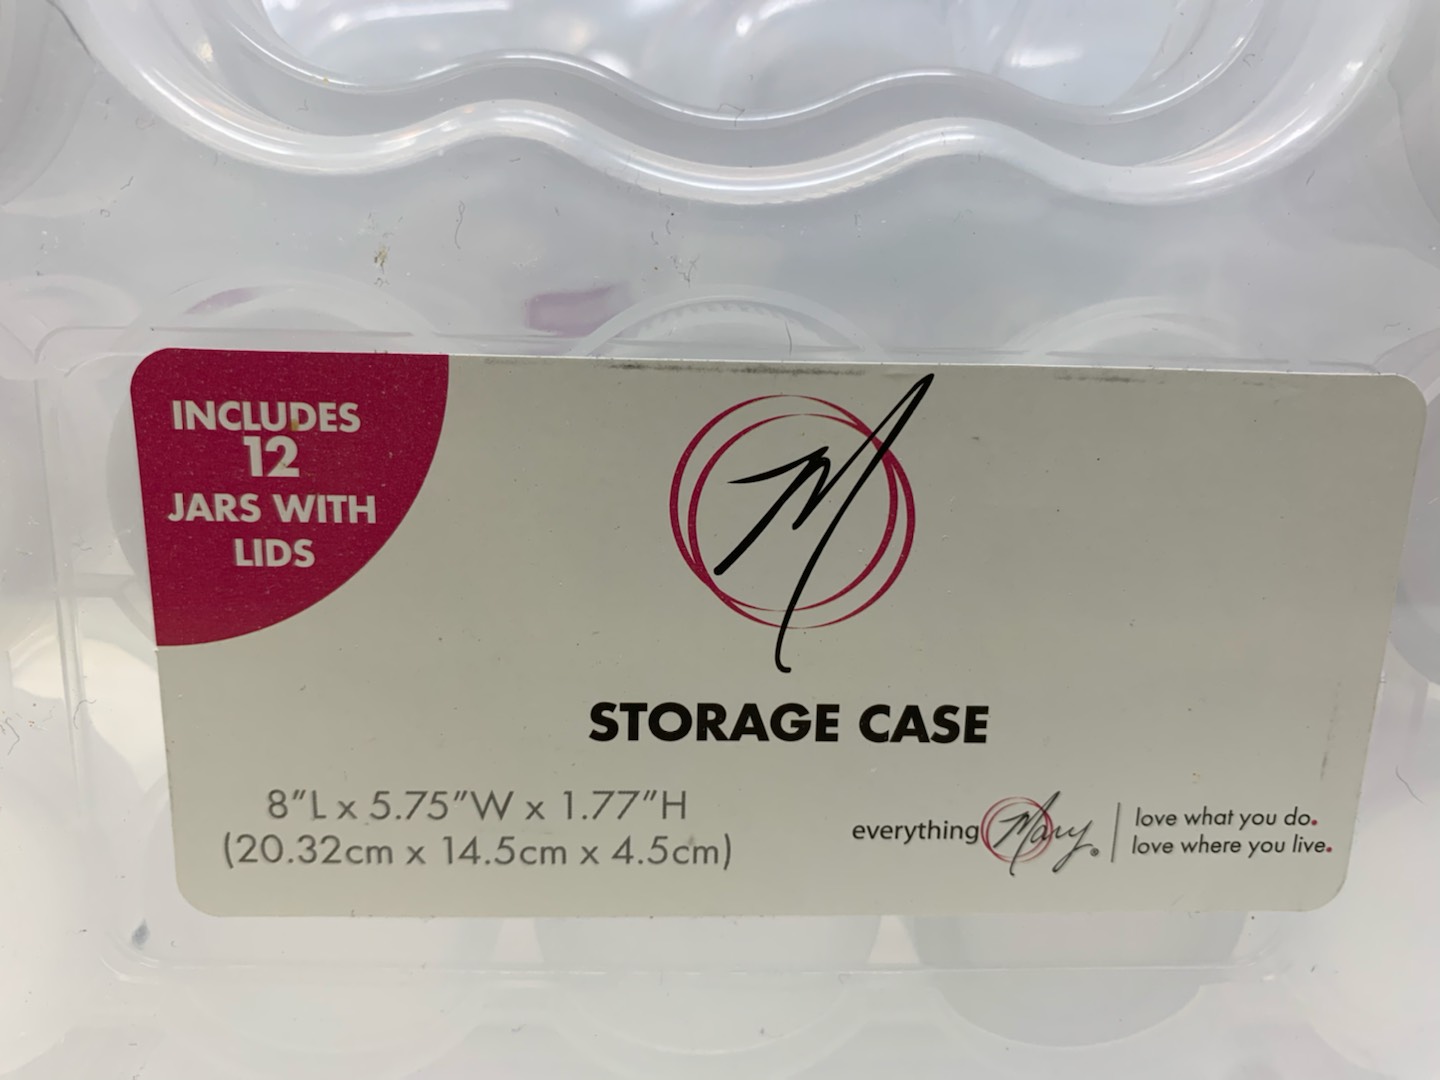 INCLUDES
12
JARS WITH
LIDS
M
STORAGE CASE
8"L x 5.75"W x 1.77"H
(20.32cm x 14.5cm x 4.5cm)
everything Mary®
love what you do.
love where you live.